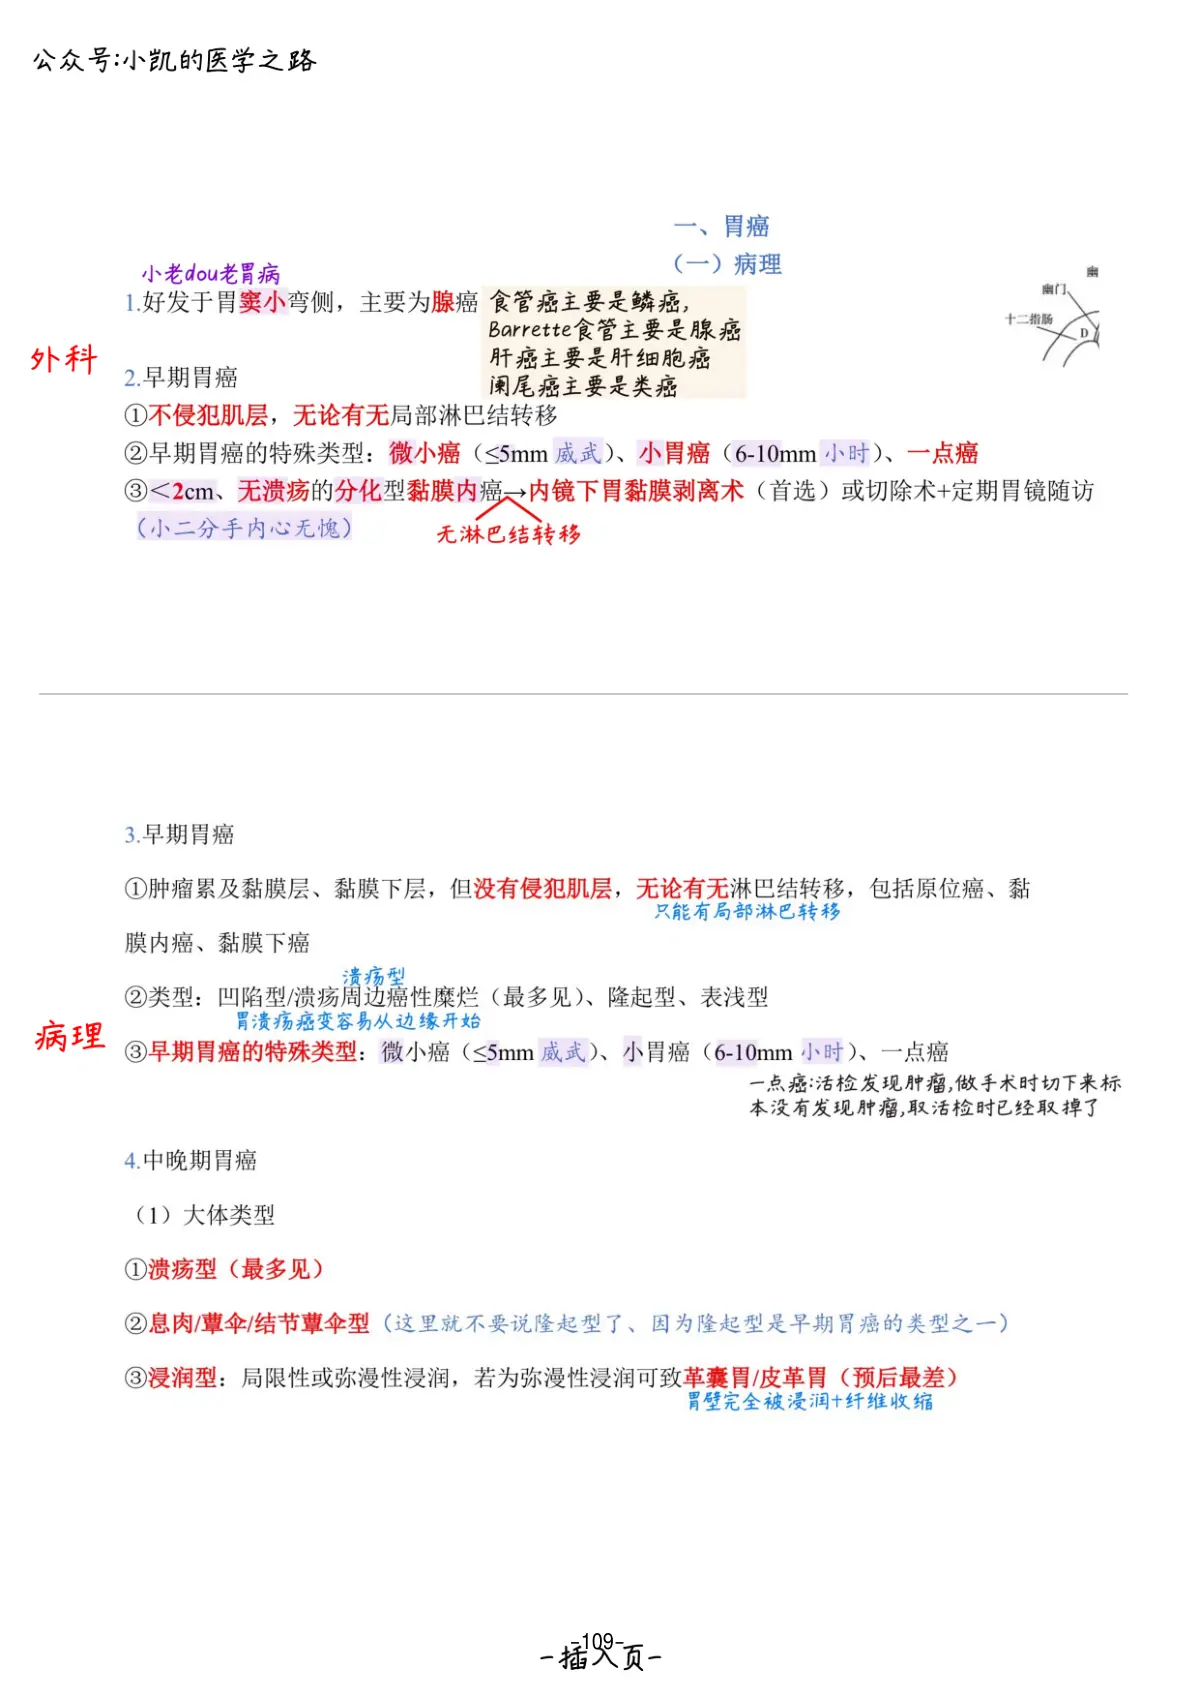 公众号:小凯的医学之路
一、胃癌
（一）病理
小老dou老胃病
1.好发于胃窦小弯侧，主要为腺癌
食管癌主要是鳞癌,
Barrette食管主要是腺癌
肝癌主要是肝细胞癌
阑尾癌主要是类癌
幽
幽门
十二指肠
D
外科
2.早期胃癌
①不侵犯肌层，无论有无局部淋巴结转移
②早期胃癌的特殊类型：微小癌（≤5mm 威武）、小胃癌（6-10mm 小时）、一点癌
③＜2cm、无溃疡的分化型黏膜内癌→内镜下胃黏膜剥离术（首选）或切除术+定期胃镜随访
（小二分手内心无愧）
无淋巴结转移
3.早期胃癌
①肿瘤累及黏膜层、黏膜下层，但没有侵犯肌层，无论有无淋巴结转移，包括原位癌、黏
只能有局部淋巴转移
膜内癌、黏膜下癌
溃疡型
②类型：凹陷型/溃疡周边癌性糜烂（最多见）、隆起型、表浅型
胃溃疡癌变容易从边缘开始
病理
③早期胃癌的特殊类型：微小癌（≤5mm 威武）、小胃癌（6-10mm 小时）、一点癌
一点癌:活检发现肿瘤,做手术时切下来标
本没有发现肿瘤,取活检时已经取掉了
4.中晚期胃癌
（1）大体类型
①溃疡型（最多见）
②息肉/蕈伞/结节蕈伞型（这里就不要说隆起型了、因为隆起型是早期胃癌的类型之一）
③浸润型：局限性或弥漫性浸润，若为弥漫性浸润可致革囊胃/皮革胃（预后最差）
胃壁完全被浸润+纤维收缩
-109-
-插入页-